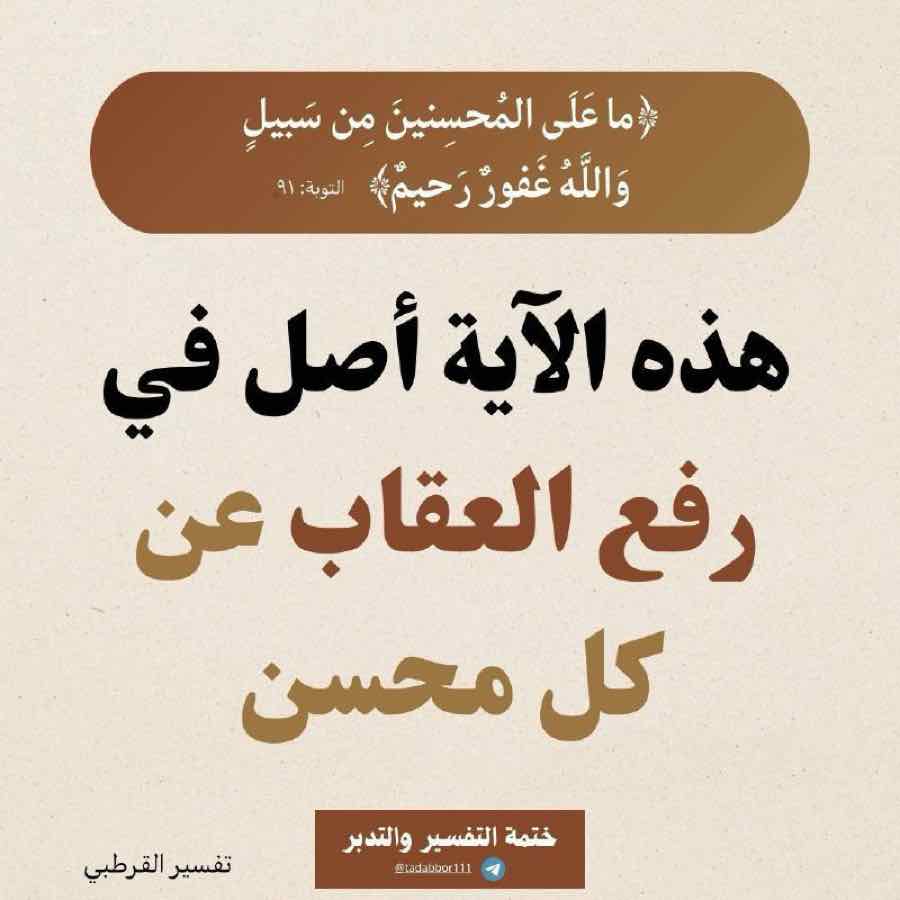 ﴿ما عَلَى المُحسِنينَ مِن سَبيلٍ
وَاللَّهُ غَفورٌ رَحيمٌ﴾ التوبة: ٩١
هذه الآية أصل في
رفع العقاب عن
كل محسن
ختمة التفسير والتدبر
@tadabbor111
تفسير القرطبي